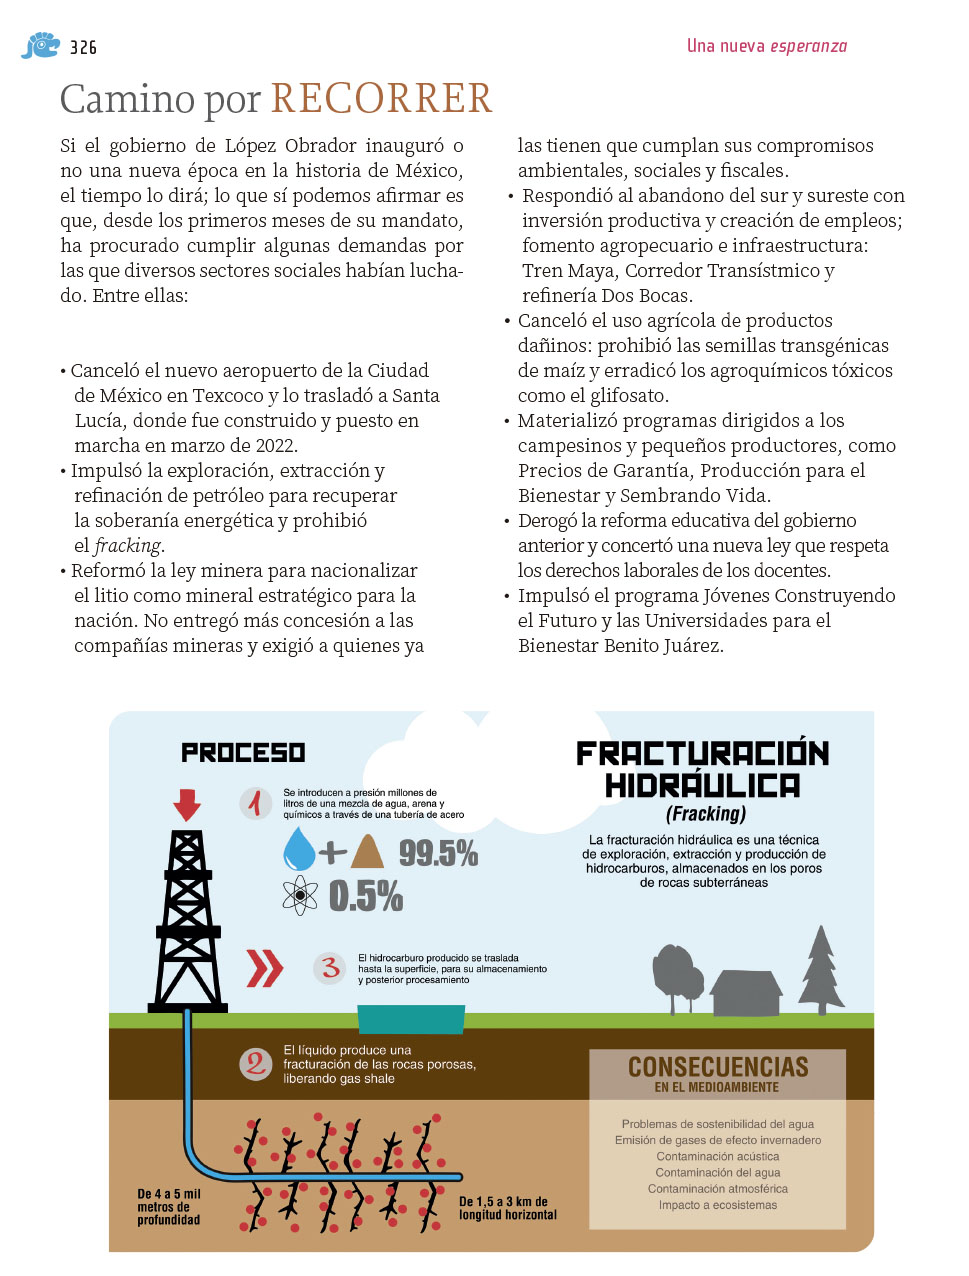 326
Una nueva esperanza
Camino por RECORRER
Si el gobierno de López Obrador inauguró o
no una nueva época en la historia de México,
el tiempo lo dirá; lo que sí podemos afirmar es
que, desde los primeros meses de su mandato,
ha procurado cumplir algunas demandas por
las que diversos sectores sociales habían lucha-
do. Entre ellas:
• Canceló el nuevo aeropuerto de la Ciudad
de México en Texcoco y lo trasladó a Santa
Lucía, donde fue construido y puesto en
marcha en marzo de 2022.
• Impulsó la exploración, extracción y
refinación de petróleo para recuperar
la soberanía energética y prohibió
el fracking.
• Reformó la ley minera para nacionalizar
el litio como mineral estratégico para la
nación. No entregó más concesión a las
compañías mineras y exigió a quienes ya
las tienen que cumplan sus compromisos
ambientales, sociales y fiscales.
• Respondió al abandono del sur y sureste con
inversión productiva y creación de empleos;
fomento agropecuario e infraestructura:
Tren Maya, Corredor Transístmico y
refinería Dos Bocas.
• Canceló el uso agrícola de productos
dañinos: prohibió las semillas transgénicas
de maíz y erradicó los agroquímicos tóxicos
como el glifosato.
• Materializó programas dirigidos a los
campesinos y pequeños productores, como
Precios de Garantía, Producción para el
Bienestar y Sembrando Vida.
• Derogó la reforma educativa del gobierno
anterior y concertó una nueva ley que respeta
los derechos laborales de los docentes.
• Impulsó el programa Jóvenes Construyendo
el Futuro y las Universidades para el
Bienestar Benito Juárez.
PROCESO
1
Se introducen a presión millones de
litros de una mezcla de agua, arena y
químicos a través de una tubería de acero
+ 99.5%
0.5%
3
El hidrocarburo producido se traslada
hasta la superficie, para su almacenamiento
y posterior procesamiento
FRACTURACIÓN
HIDRÁULICA
(Fracking)
La fracturación hidráulica es una técnica
de exploración, extracción y producción de
hidrocarburos, almacenados en los poros
de rocas subterráneas
2
El líquido produce una
fracturación de las rocas porosas,
liberando gas shale
De 4 a 5 mil
metros de
profundidad
De 1,5 a 3 km de
longitud horizontal
CONSECUENCIAS
EN EL MEDIOAMBIENTE
Problemas de sostenibilidad del agua
Emisión de gases de efecto invernadero
Contaminación acústica
Contaminación del agua
Contaminación atmosférica
Impacto a ecosistemas